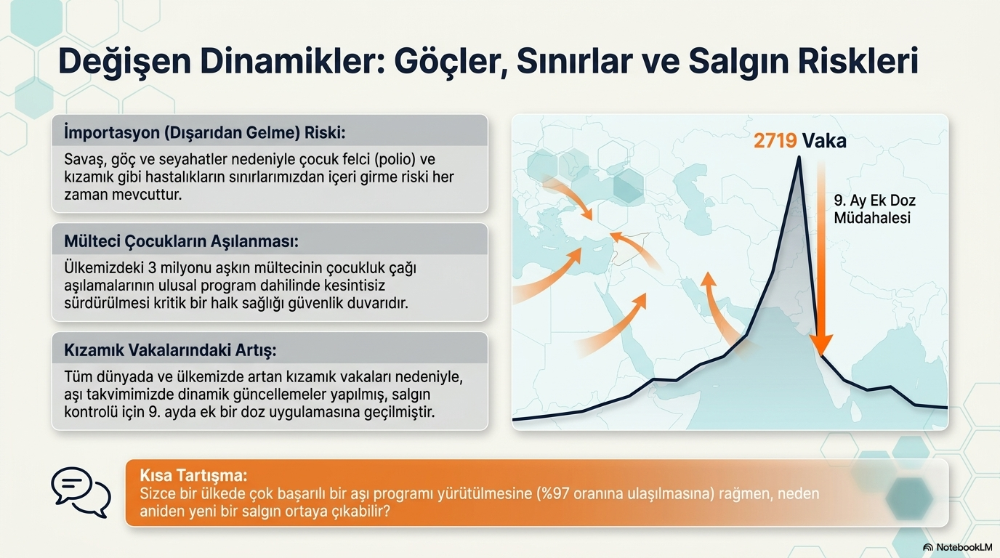 Değişen Dinamikler: Göçler, Sınırlar ve Salgın Riskleri
İmportasyon (Dışarıdan Gelme) Riski:
Savaş, göç ve seyahatler nedeniyle çocuk felci (polio) ve
kızamık gibi hastalıkların sınırlarımızdan içeri girme riski her
zaman mevcuttur.
Mülteci Çocukların Aşılanması:
Ülkemizdeki 3 milyonu aşkın mültecinin çocukluk çağı
aşılamalarının ulusal program dahilinde kesintisiz
sürdürülmesi kritik bir halk sağlığı güvenlik duvarıdır.
Kızamık Vakalarındaki Artış:
Tüm dünyada ve ülkemizde artan kızamık vakaları nedeniyle,
aşı takvimimizde dinamik güncellemeler yapılmış, salgın
kontrolü için 9. ayda ek bir doz uygulamasına geçilmiştir.
2719 Vaka
9. Ay Ek Doz
Müdahalesi
Kısa Tartışma:
Sizce bir ülkede çok başarılı bir aşı programı yürütülmesine (%97 oranına ulaşılmasına) rağmen, neden
aniden yeni bir salgın ortaya çıkabilir?
NotebookLM